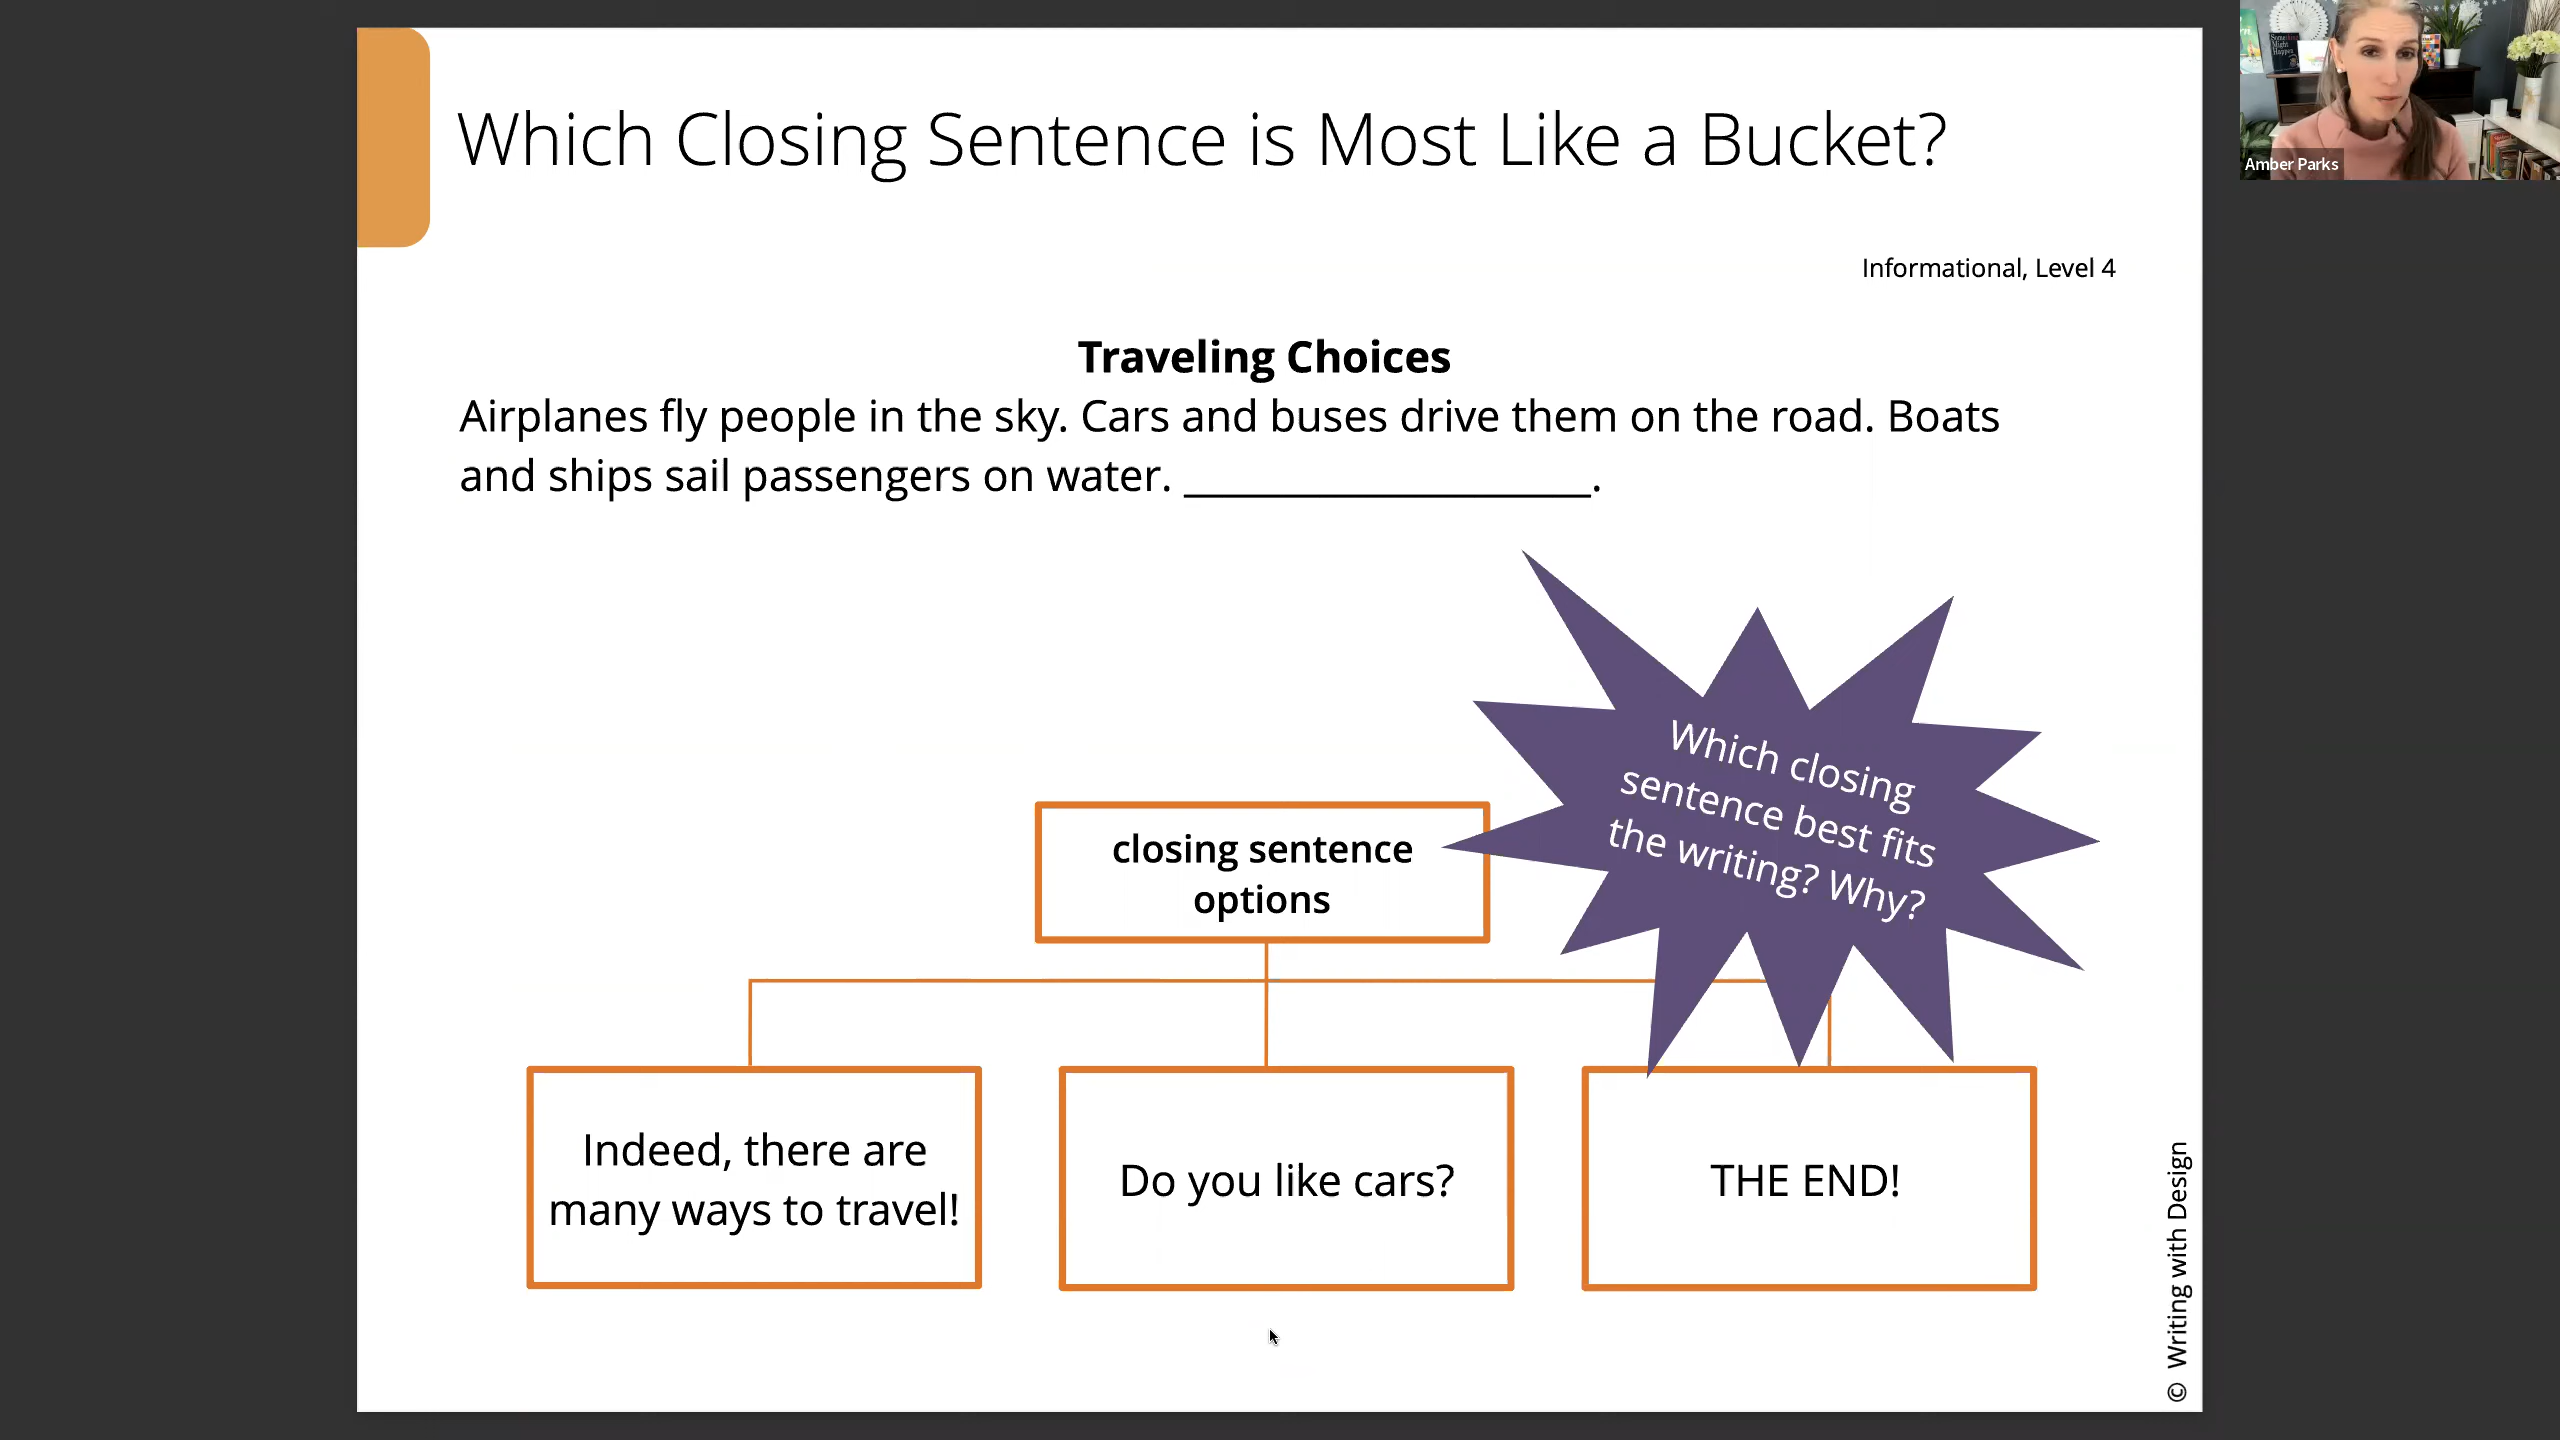 Which Closing Sentence is Most Like a Bucket?
Amber Parks
Informational, Level 4
Traveling Choices
Airplanes fly people in the sky. Cars and buses drive them on the road. Boats
and ships sail passengers on water. _________________.
Which closing
sentence best fits
the writing? Why?
closing sentence
options
Indeed, there are
many ways to travel!
Do you like cars?
THE END!
© Writing with Design